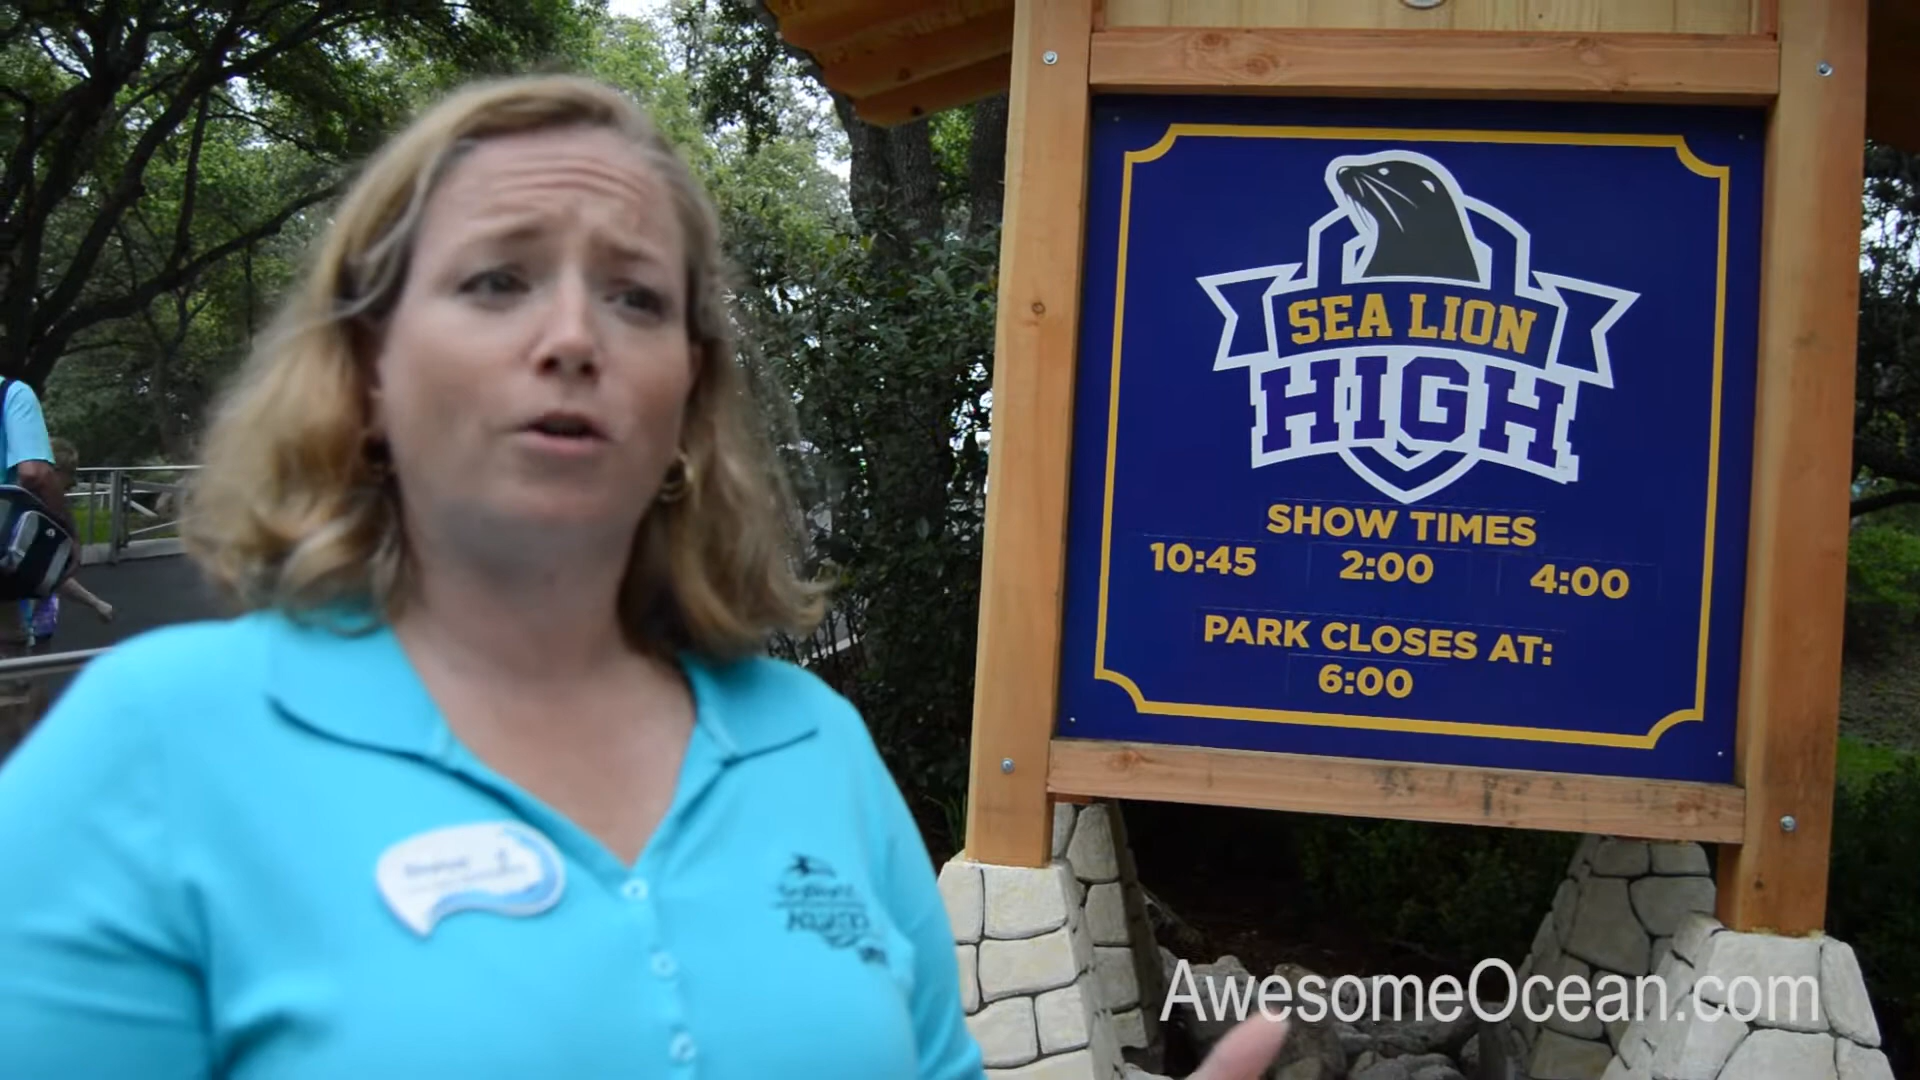 SEA LION
HIGH
SHOW TIMES
10:45 2:00 4:00
PARK CLOSES AT:
6:00
AwesomeOcean.com